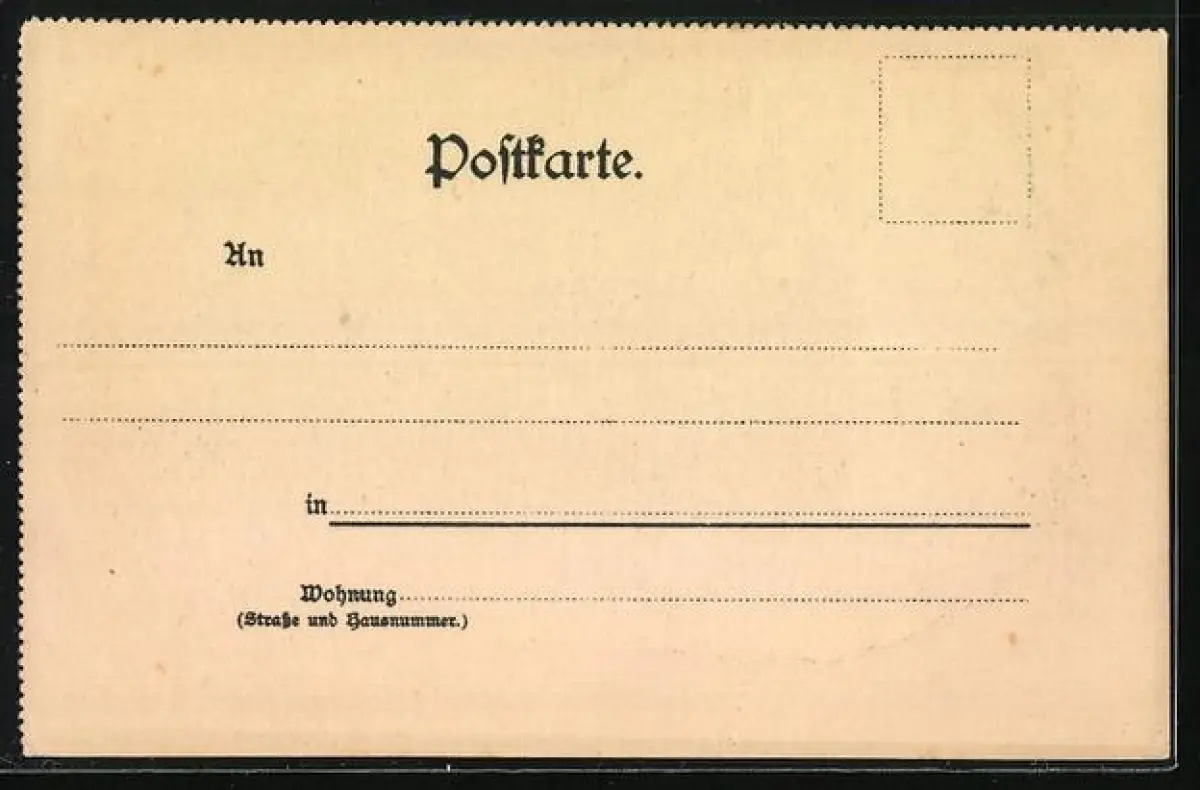 Poſtkarte.
An
in
Wohnung
(Straße und Hausnummer.)